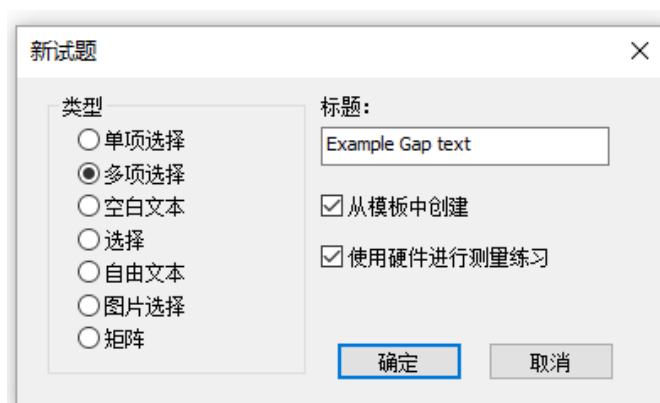 新试题
类型
单项选择
多项选择
空白文本
选择
自由文本
图片选择
矩阵
标题：
Example Gap text
从模板中创建
使用硬件进行测量练习
确定
取消